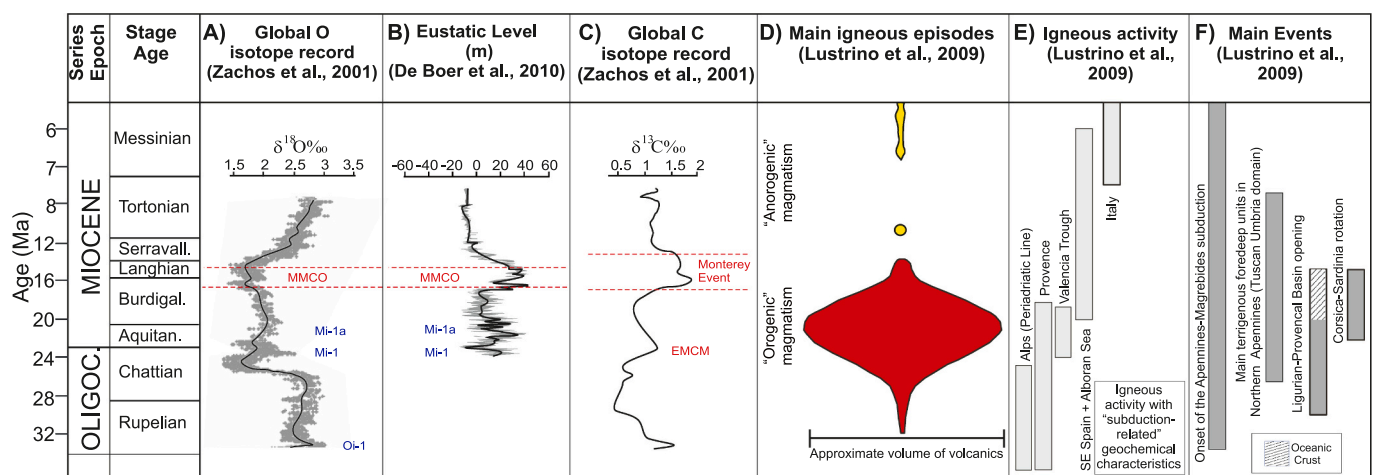 Series
Epoch
Stage
Age
A) Global O
isotope record
(Zachos et al., 2001)
B) Eustatic Level
(m)
(De Boer et al., 2010)
C) Global C
isotope record
(Zachos et al., 2001)
D) Main igneous episodes
(Lustrino et al., 2009)
E) Igneous activity
(Lustrino et al.,
2009)
F) Main Events
(Lustrino et al.,
2009)
Age (Ma)
6
7
8
12
16
20
24
28
32
MIOCENE
OLIGOC.
Messinian
Tortonian
Serravall.
Langhian
Burdigal.
Aquitan.
Chattian
Rupelian
δ18O‰
1.5 2 2.5 3 3.5
MMCO
Mi-1a
Mi-1
Oi-1
-60 -40 -20 0 20 40 60
MMCO
Mi-1a
Mi-1
δ13C‰
0.5 1 1.5 2
Monterey
Event
EMCM
"Anorogenic"
magmatism
"Orogenic"
magmatism
Approximate volume of volcanics
Alps (Periadriatic Line)
Provence
Valencia Trough
SE Spain + Alboran Sea
Italy
Igneous
activity with
"subduction-
related"
geochemical
characteristics
Onset of the Apennines-Magrebides subduction
Main terrigenous foredeep units in
Northern Apennines (Tuscan Umbria domain)
Ligurian-Provencal Basin opening
Corsica-Sardinia rotation
Oceanic
Crust